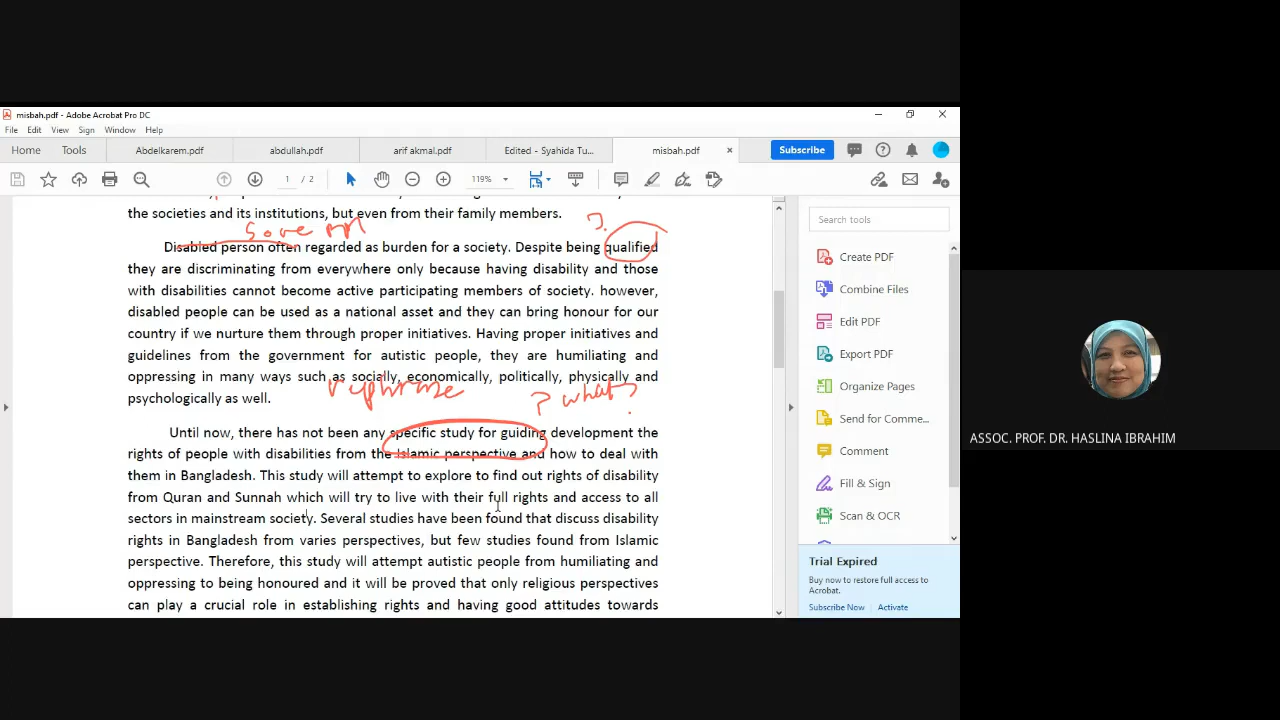 misbah.pdf - Adobe Acrobat Pro DC
File Edit View Sign Window Help
Home Tools Abdelkarem.pdf abdullah.pdf arif akmal.pdf Edited - Syahida Tu... misbah.pdf × Subscribe
1 / 2 119%
the societies and its institutions, but even from their family members.
?
Disabled person often regarded as burden for a society. Despite being qualified
they are discriminating from everywhere only because having disability and those
with disabilities cannot become active participating members of society. however,
disabled people can be used as a national asset and they can bring honour for our
country if we nurture them through proper initiatives. Having proper initiatives and
guidelines from the government for autistic people, they are humiliating and
oppressing in many ways such as socially, economically, politically, physically and
rephrase ? what?
psychologically as well.
Until now, there has not been any specific study for guiding development the
rights of people with disabilities from the Islamic perspective and how to deal with
them in Bangladesh. This study will attempt to explore to find out rights of disability
from Quran and Sunnah which will try to live with their full rights and access to all
sectors in mainstream society. Several studies have been found that discuss disability
rights in Bangladesh from varies perspectives, but few studies found from Islamic
perspective. Therefore, this study will attempt autistic people from humiliating and
oppressing to being honoured and it will be proved that only religious perspectives
can play a crucial role in establishing rights and having good attitudes towards
Search tools
Create PDF
Combine Files
Edit PDF
Export PDF
Organize Pages
Send for Comme...
Comment
Fill & Sign
Scan & OCR
Trial Expired
Buy now to restore full access to
Acrobat.
Subscribe Now Activate
ASSOC. PROF. DR. HASLINA IBRAHIM